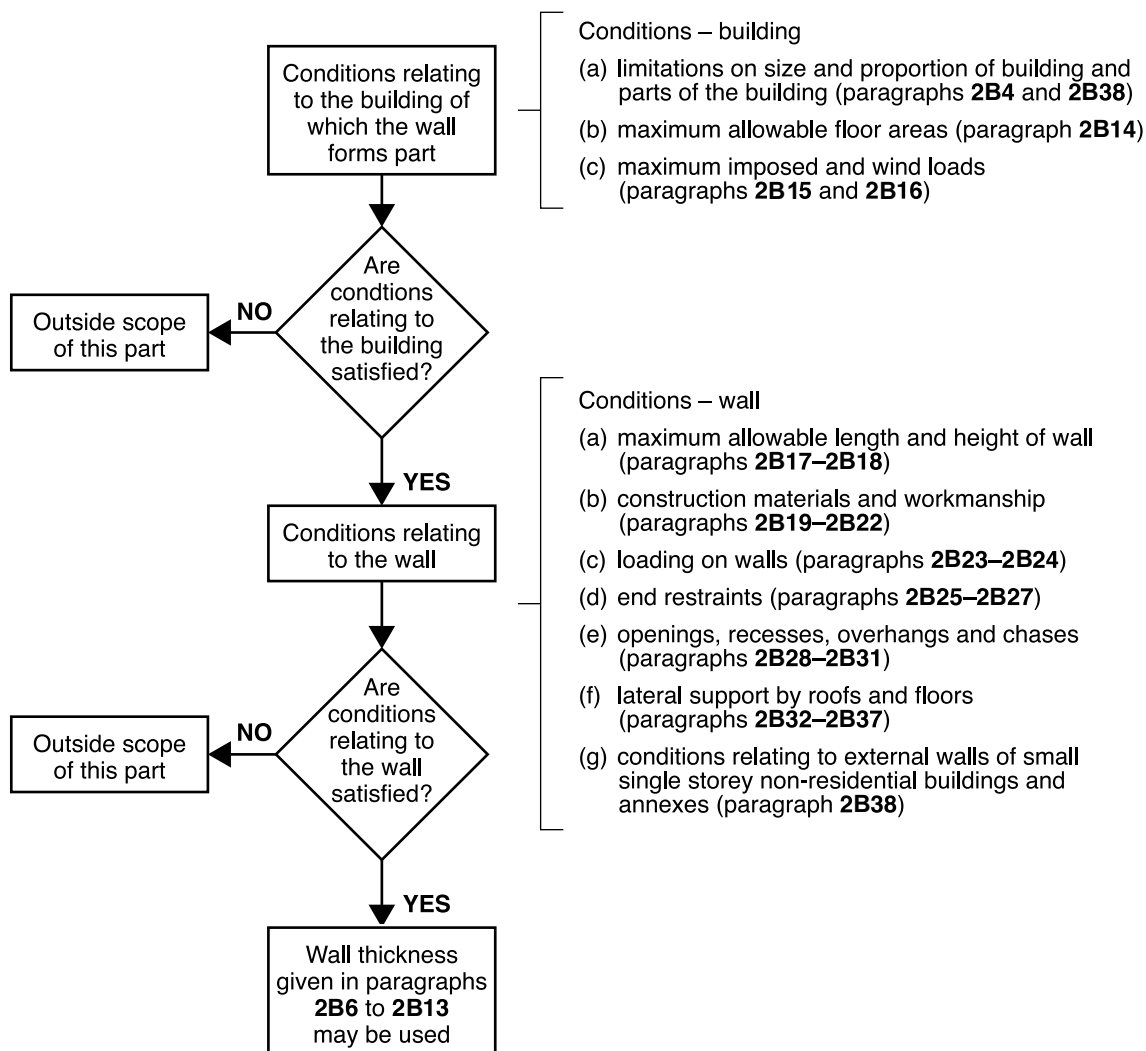 Conditions relating
to the building of
which the wall
forms part
Conditions – building
(a) limitations on size and proportion of building and
parts of the building (paragraphs 2B4 and 2B38)
(b) maximum allowable floor areas (paragraph 2B14)
(c) maximum imposed and wind loads
(paragraphs 2B15 and 2B16)
Are
condtions
relating to
the building
satisfied?
NO
Outside scope
of this part
YES
Conditions relating
to the wall
Conditions – wall
(a) maximum allowable length and height of wall
(paragraphs 2B17–2B18)
(b) construction materials and workmanship
(paragraphs 2B19–2B22)
(c) loading on walls (paragraphs 2B23–2B24)
(d) end restraints (paragraphs 2B25–2B27)
(e) openings, recesses, overhangs and chases
(paragraphs 2B28–2B31)
(f) lateral support by roofs and floors
(paragraphs 2B32–2B37)
(g) conditions relating to external walls of small
single storey non-residential buildings and
annexes (paragraph 2B38)
Are
conditions
relating to
the wall
satisfied?
NO
Outside scope
of this part
YES
Wall thickness
given in paragraphs
2B6 to 2B13
may be used